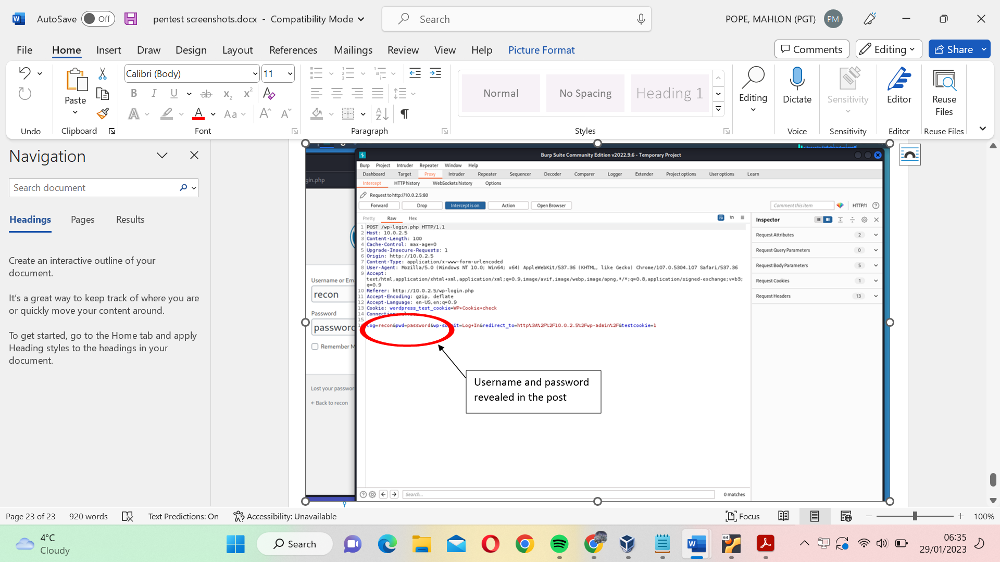 AutoSave Off pentest screenshots.docx - Compatibility Mode Search POPE, MAHLON (PGT) PM
File Home Insert Draw Design Layout References Mailings Review View Help Picture Format Comments Editing Share
Calibri (Body) 11
Paste
Normal No Spacing Heading 1
Editing Dictate Sensitivity Editor Reuse Files
Undo Clipboard Font Paragraph Styles Voice Sensitivity Editor Reuse Files
Navigation
Search document
Headings Pages Results
Create an interactive outline of your
document.
It's a great way to keep track of where you are
or quickly move your content around.
To get started, go to the Home tab and apply
Heading styles to the headings in your
document.
gin.php
Username or Em
recon
Password
password
Remember M
Lost your passwor
← Back to recon
Burp Suite Community Edition v2022.9.6 - Temporary Project
Burp Project Intruder Repeater Window Help
Dashboard Target Proxy Intruder Repeater Sequencer Decoder Comparer Logger Extender Project options User options Learn
Intercept HTTP history WebSockets history Options
Request to http://10.0.2.5:80
Forward Drop Intercept is on Action Open Browser Comment this item HTTP/1
Pretty Raw Hex \n
1 POST /wp-login.php HTTP/1.1
2 Host: 10.0.2.5
3 Content-Length: 100
4 Cache-Control: max-age=0
5 Upgrade-Insecure-Requests: 1
6 Origin: http://10.0.2.5
7 Content-Type: application/x-www-form-urlencoded
8 User-Agent: Mozilla/5.0 (Windows NT 10.0; Win64; x64) AppleWebKit/537.36 (KHTML, like Gecko) Chrome/107.0.5304.107 Safari/537.36
9 Accept:
text/html,application/xhtml+xml,application/xml;q=0.9,image/avif,image/webp,image/apng,*/*;q=0.8,application/signed-exchange;v=b3;
q=0.9
10 Referer: http://10.0.2.5/wp-login.php
11 Accept-Encoding: gzip, deflate
12 Accept-Language: en-US,en;q=0.9
13 Cookie: wordpress_test_cookie=WP+Cookie+check
14 Connection: close
15
log=recon&pwd=password&wp-submit=Log+In&redirect_to=http%3A%2F%2F10.0.2.5%2Fwp-admin%2F&testcookie=1
Inspector
Request Attributes 2
Request Query Parameters 0
Request Body Parameters 5
Request Cookies 1
Request Headers 13
Username and password
revealed in the post
Search... 0 matches
Page 23 of 23 920 words Text Predictions: On Accessibility: Unavailable Focus 100%
4°C
Cloudy
Search
64
06:35
29/01/2023